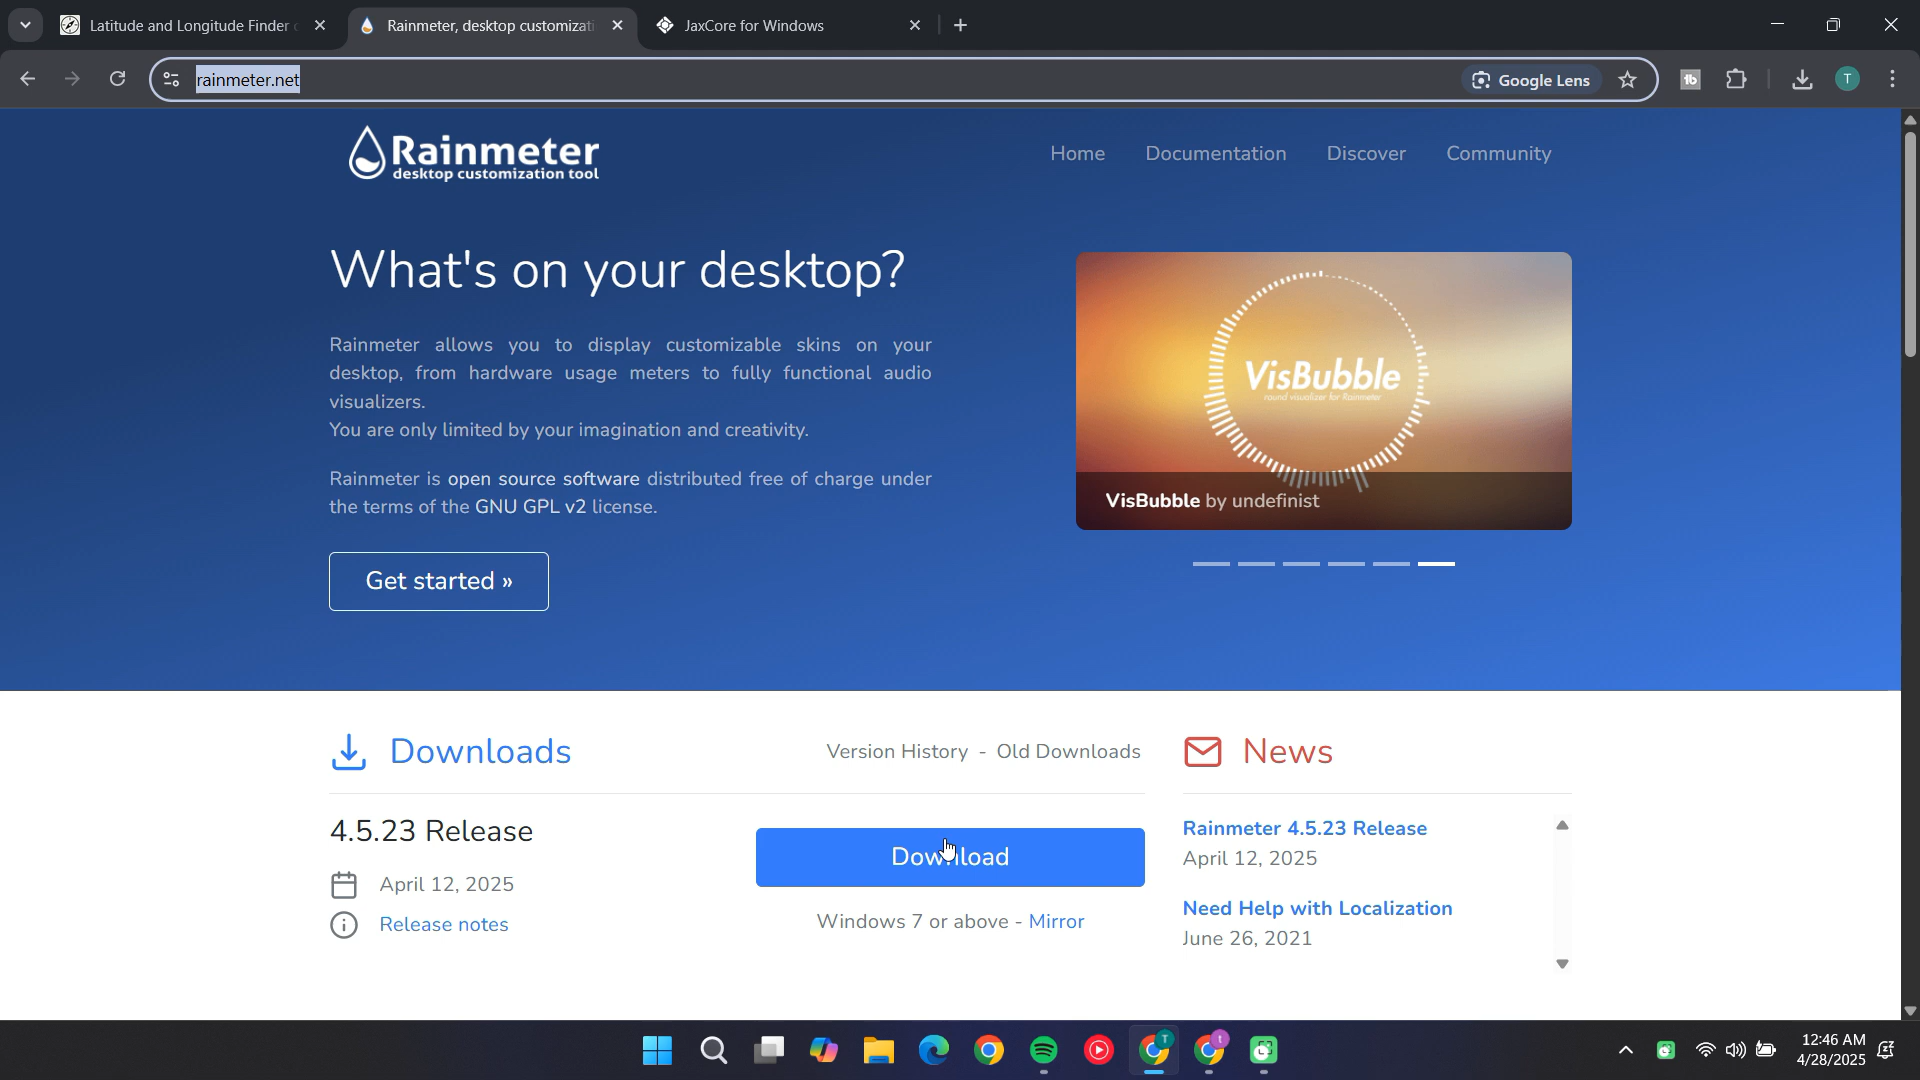 Latitude and Longitude Finder
Rainmeter, desktop customizati
JaxCore for Windows
rainmeter.net
Google Lens
T
Rainmeter
desktop customization tool
Home
Documentation
Discover
Community
What's on your desktop?
Rainmeter allows you to display customizable skins on your
desktop, from hardware usage meters to fully functional audio
visualizers.
You are only limited by your imagination and creativity.
Rainmeter is open source software distributed free of charge under
the terms of the GNU GPL v2 license.
Get started »
VisBubble
round visualizer for Rainmeter
VisBubble by undefinist
Downloads
Version History - Old Downloads
4.5.23 Release
April 12, 2025
Release notes
Download
Windows 7 or above - Mirror
News
Rainmeter 4.5.23 Release
April 12, 2025
Need Help with Localization
June 26, 2021
12:46 AM
4/28/2025